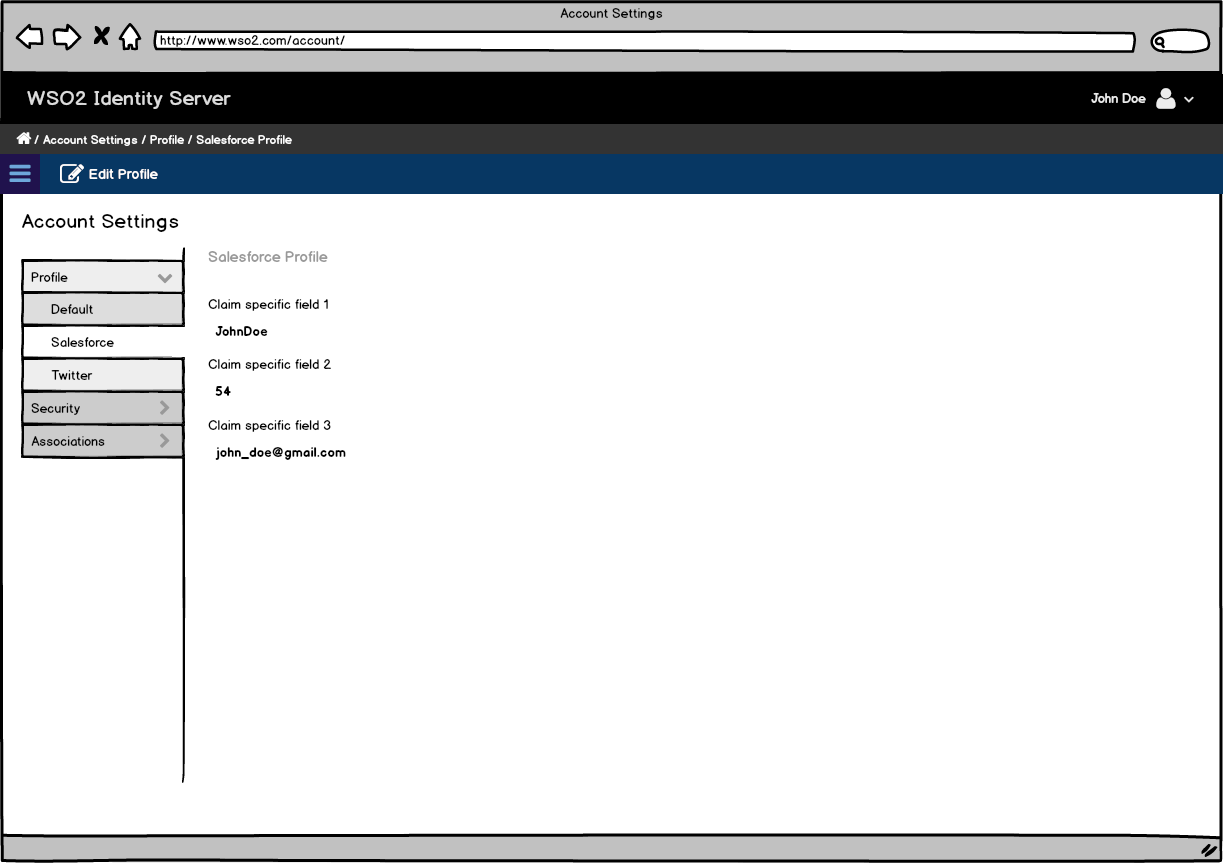 Account Settings
http://www.wso2.com/account/
WSO2 Identity Server
John Doe
/ Account Settings / Profile / Salesforce Profile
Edit Profile
Account Settings
Profile
Default
Salesforce
Twitter
Security
Associations
Salesforce Profile
Claim specific field 1
JohnDoe
Claim specific field 2
54
Claim specific field 3
john_doe@gmail.com